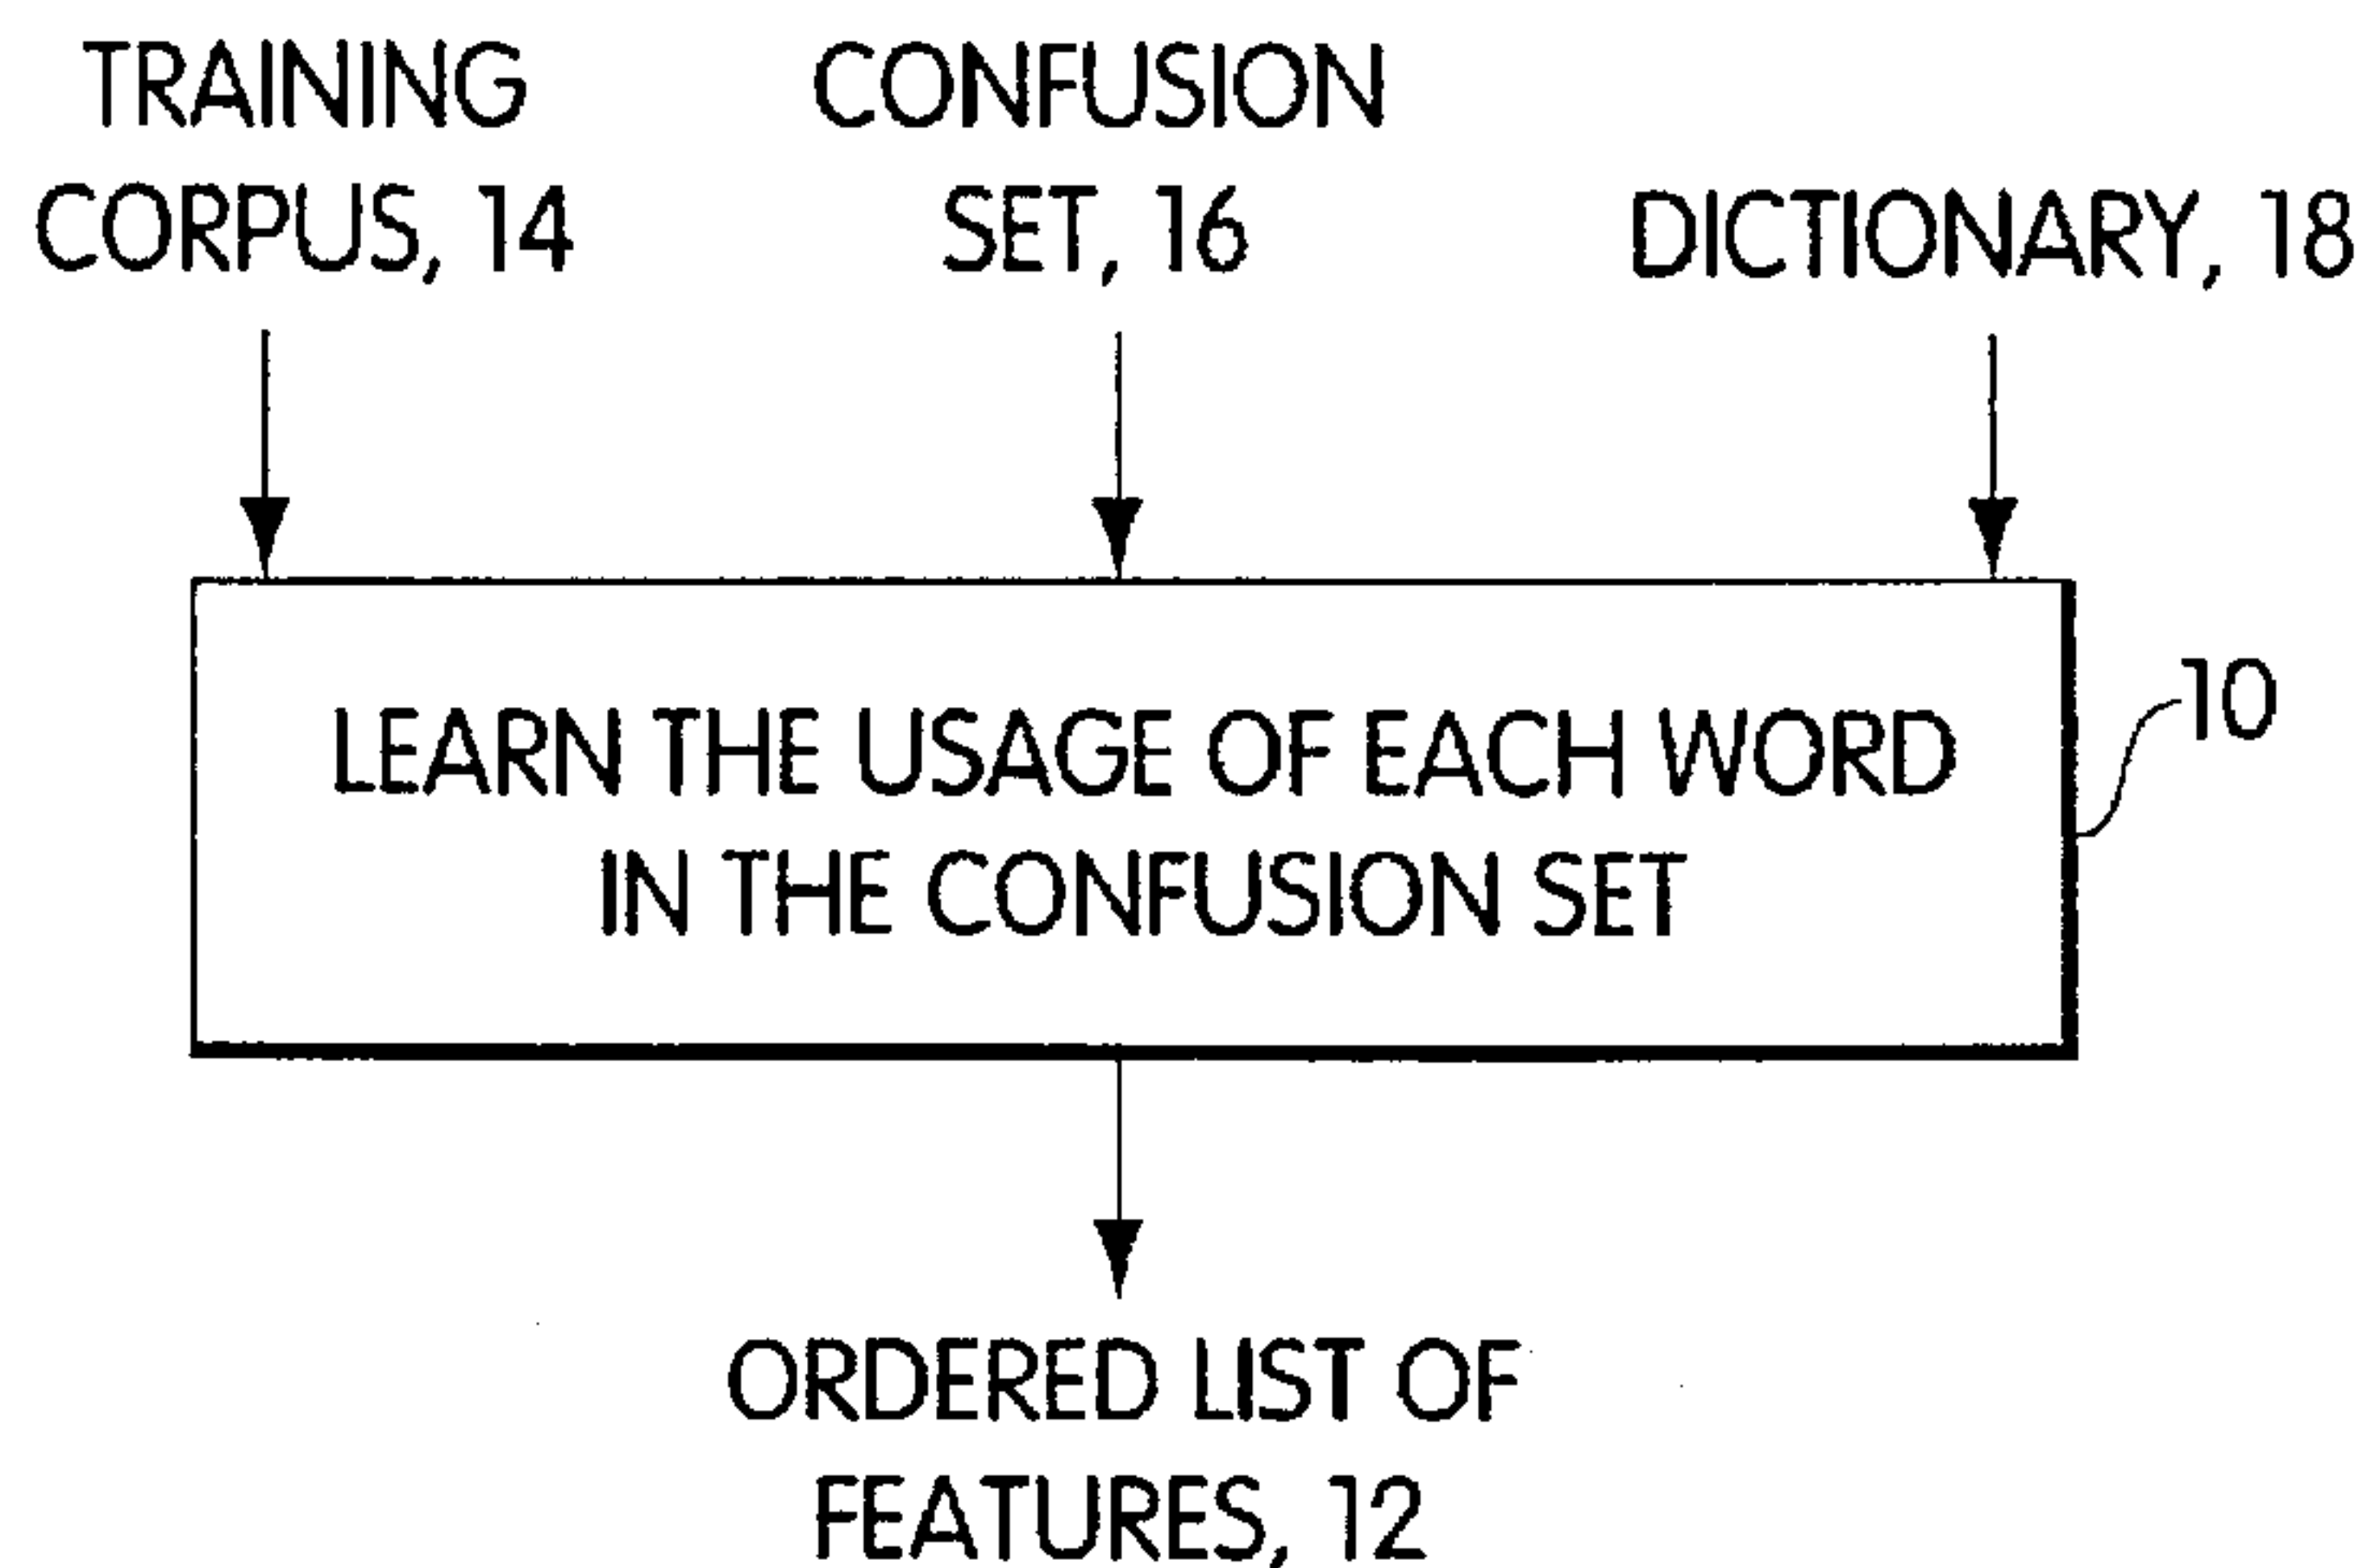 TRAINING
CORPUS, 14
CONFUSION
SET, 16
DICTIONARY, 18
LEARN THE USAGE OF EACH WORD
IN THE CONFUSION SET
10
ORDERED LIST OF
FEATURES, 12